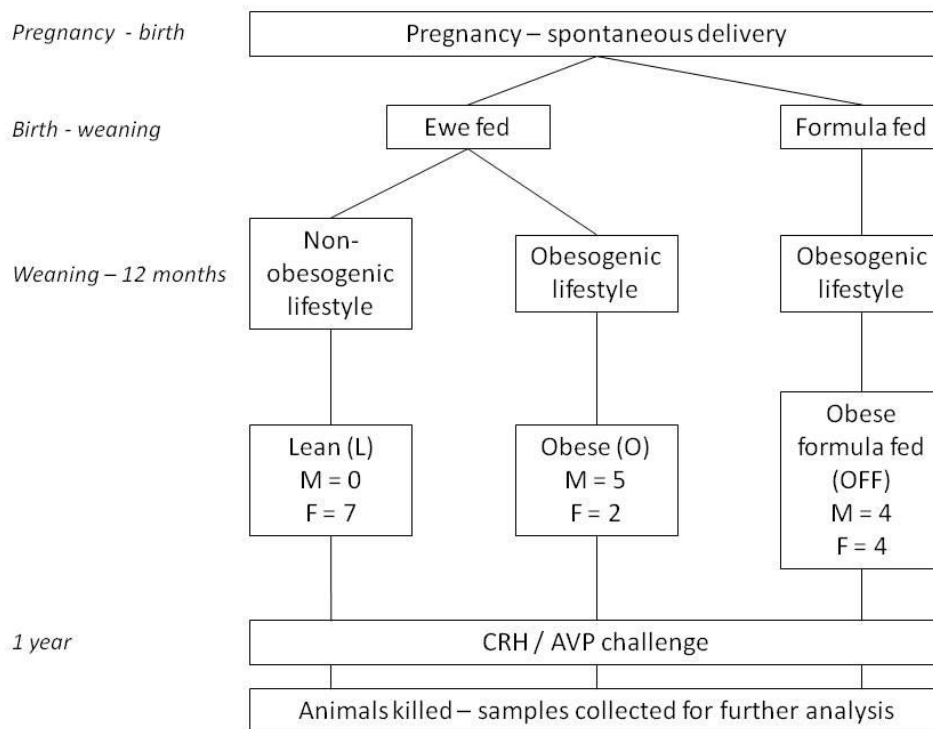 Pregnancy - birth
Pregnancy – spontaneous delivery
Birth - weaning
Ewe fed
Formula fed
Weaning – 12 months
Non-
obesogenic
lifestyle
Obesogenic
lifestyle
Obesogenic
lifestyle
Lean (L)
M = 0
F = 7
Obese (O)
M = 5
F = 2
Obese
formula fed
(OFF)
M = 4
F = 4
1 year
CRH / AVP challenge
Animals killed – samples collected for further analysis